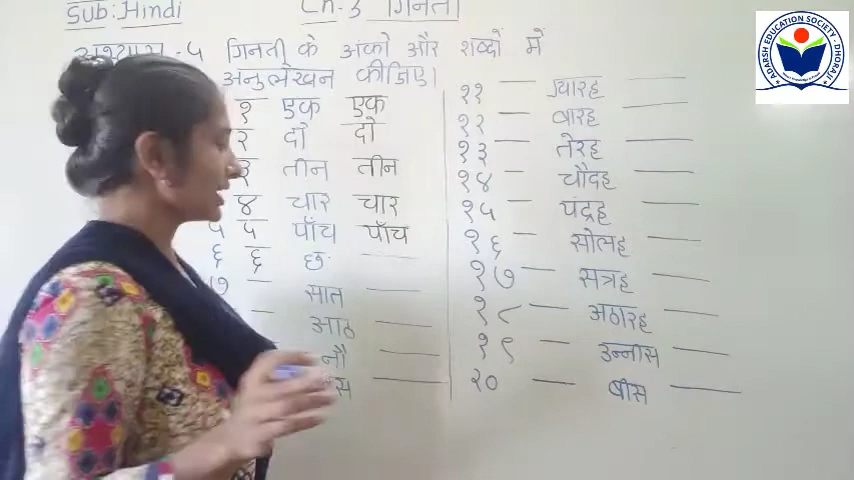 Sub: Hindi Ch-3 गिनती
अभ्यास -५ गिनती के अंको और शब्दो में
अनुलेखन कीजिए।
१ एक एक
२ दो दो
३ तीन तीन
४ चार चार
५ ५ पाँच पाँच
६ ६ छः
७ सात
आठ
नौ
११ ग्यारह
१२ बारह
१३ तेरह
१४ चौदह
१५ पंद्रह
१६ सोलह
१७ सत्रह
१८ अठारह
१९ उन्नीस
२० बीस
ADARSH EDUCATION SOCIETY - DHORAJI